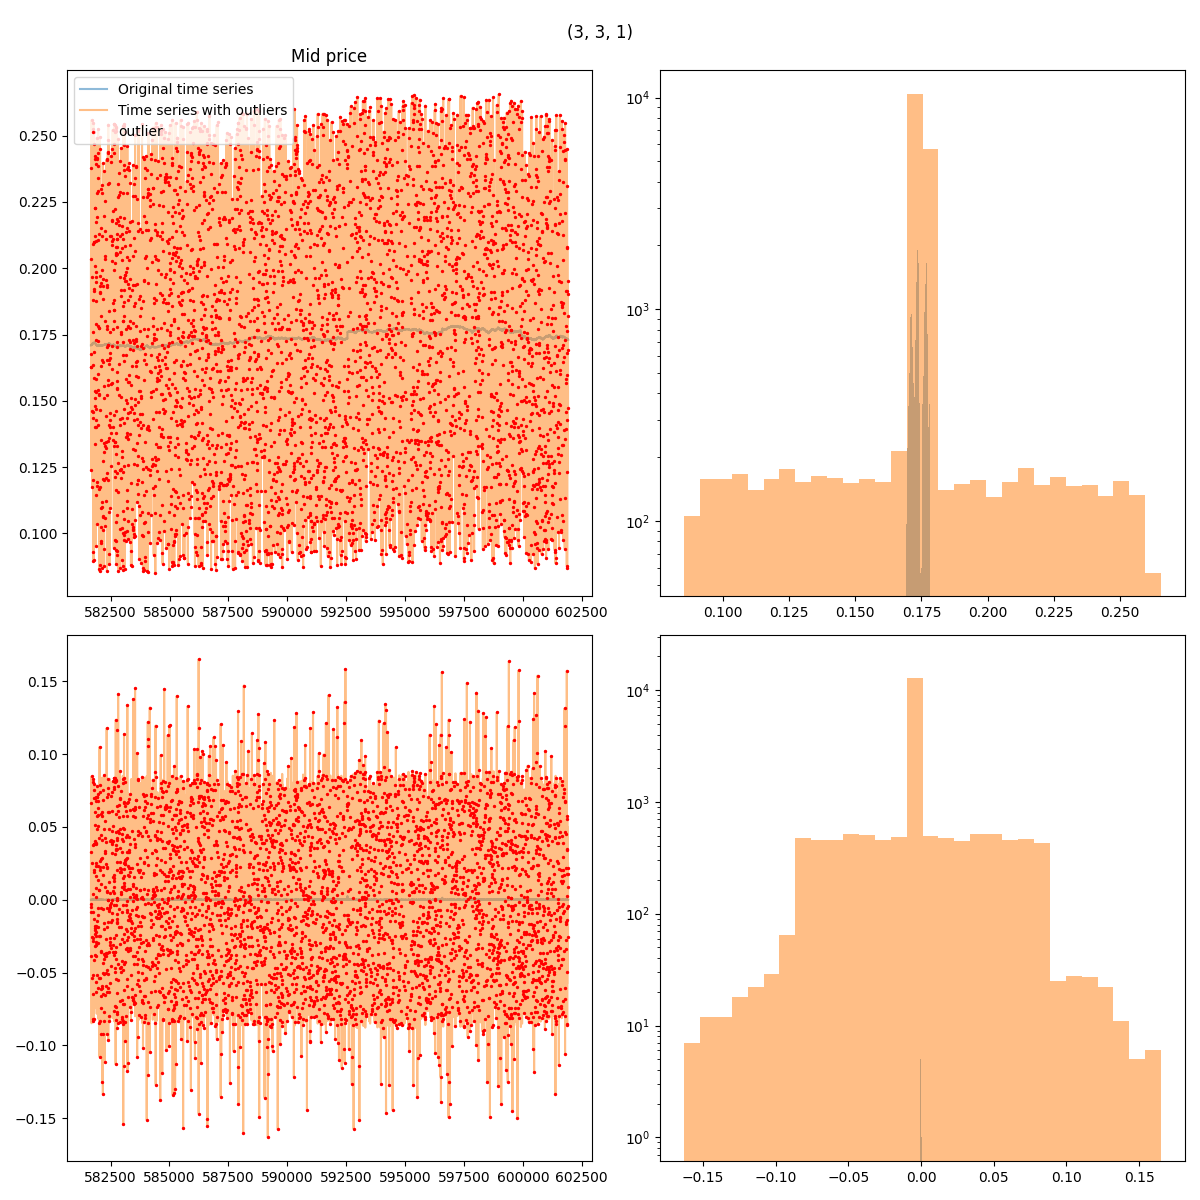 (3, 3, 1)
Mid price
Original time series
Time series with outliers
outlier
0.250
0.225
0.200
0.175
0.150
0.125
0.100
582500 585000 587500 590000 592500 595000 597500 600000 602500
10⁴
10³
10²
0.100 0.125 0.150 0.175 0.200 0.225 0.250
0.15
0.10
0.05
0.00
−0.05
−0.10
−0.15
582500 585000 587500 590000 592500 595000 597500 600000 602500
10⁴
10³
10²
10¹
10⁰
−0.15 −0.10 −0.05 0.00 0.05 0.10 0.15